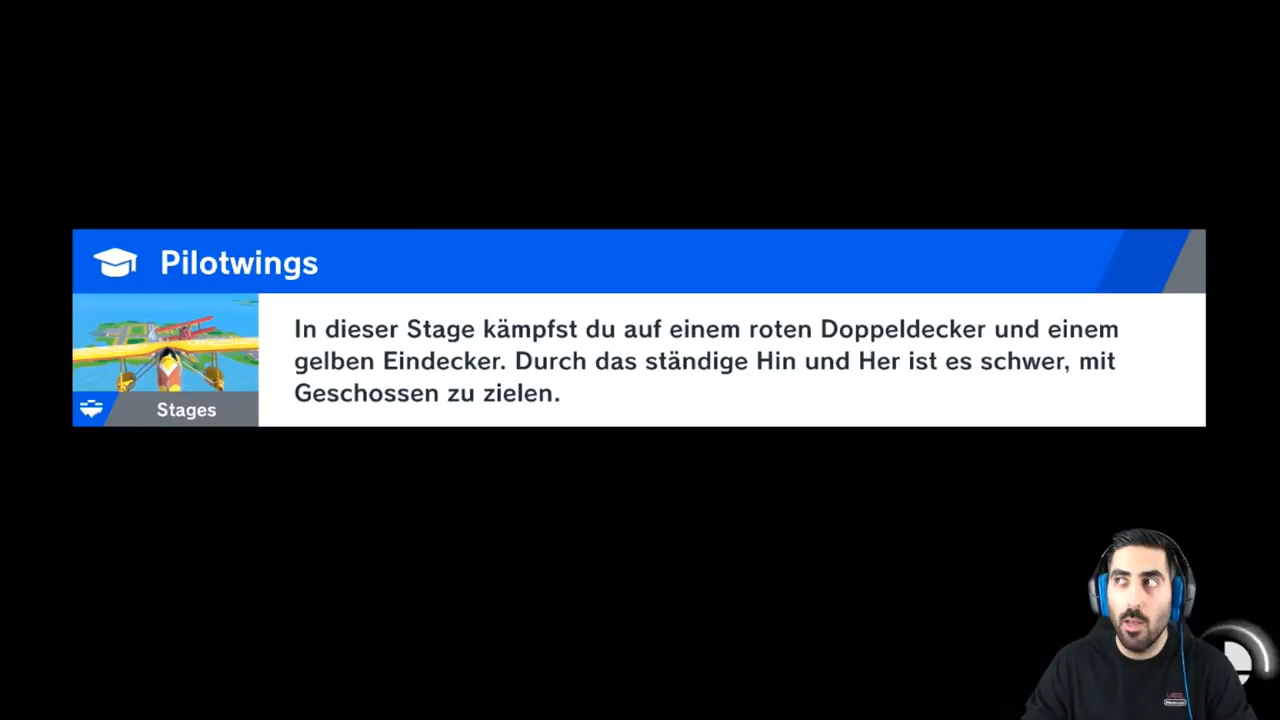 Pilotwings
In dieser Stage kämpfst du auf einem roten Doppeldecker und einem
gelben Eindecker. Durch das ständige Hin und Her ist es schwer, mit
Geschossen zu zielen.
Stages
Nintendo